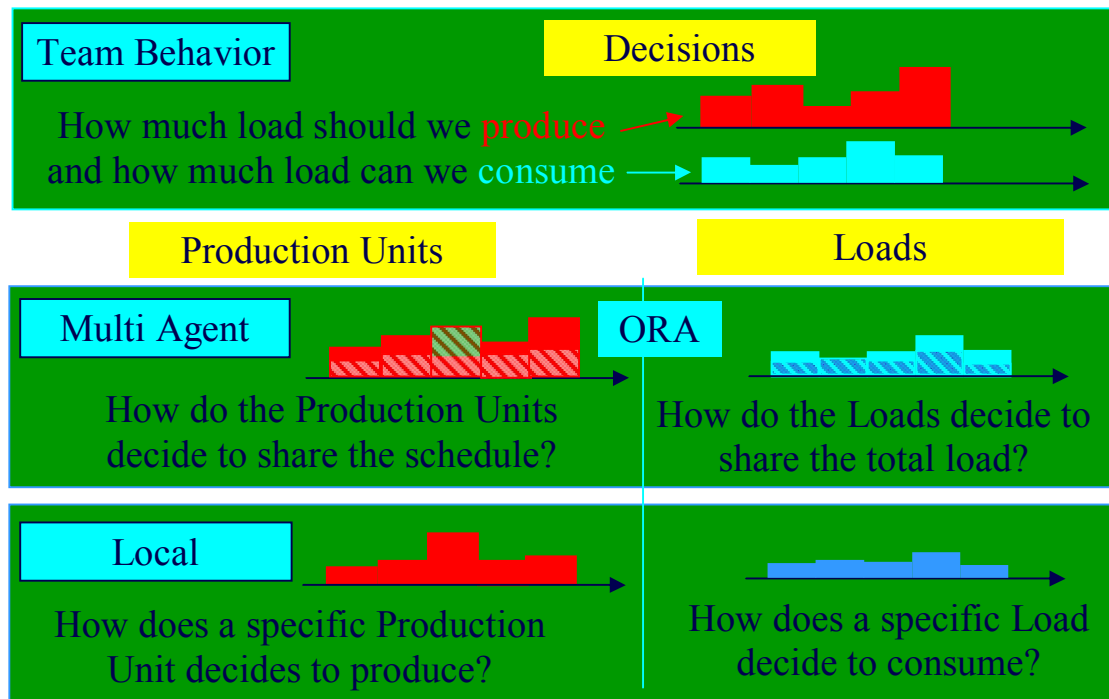 Team Behavior
Decisions
How much load should we produce
and how much load can we consume
Production Units
Loads
Multi Agent
ORA
How do the Production Units
decide to share the schedule?
How do the Loads decide to
share the total load?
Local
How does a specific Production
Unit decides to produce?
How does a specific Load
decide to consume?